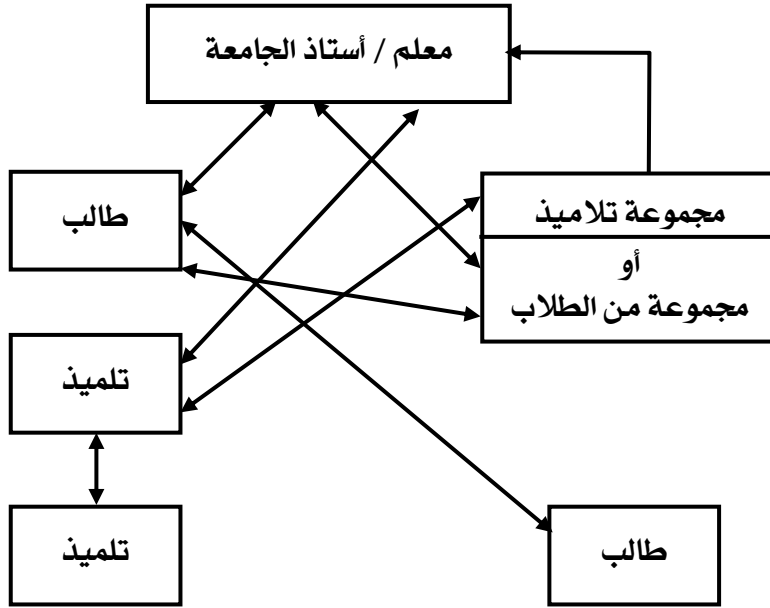 معلم / أستاذ الجامعة
طالب
مجموعة تلاميذ
أو
مجموعة من الطلاب
تلميذ
تلميذ
طالب